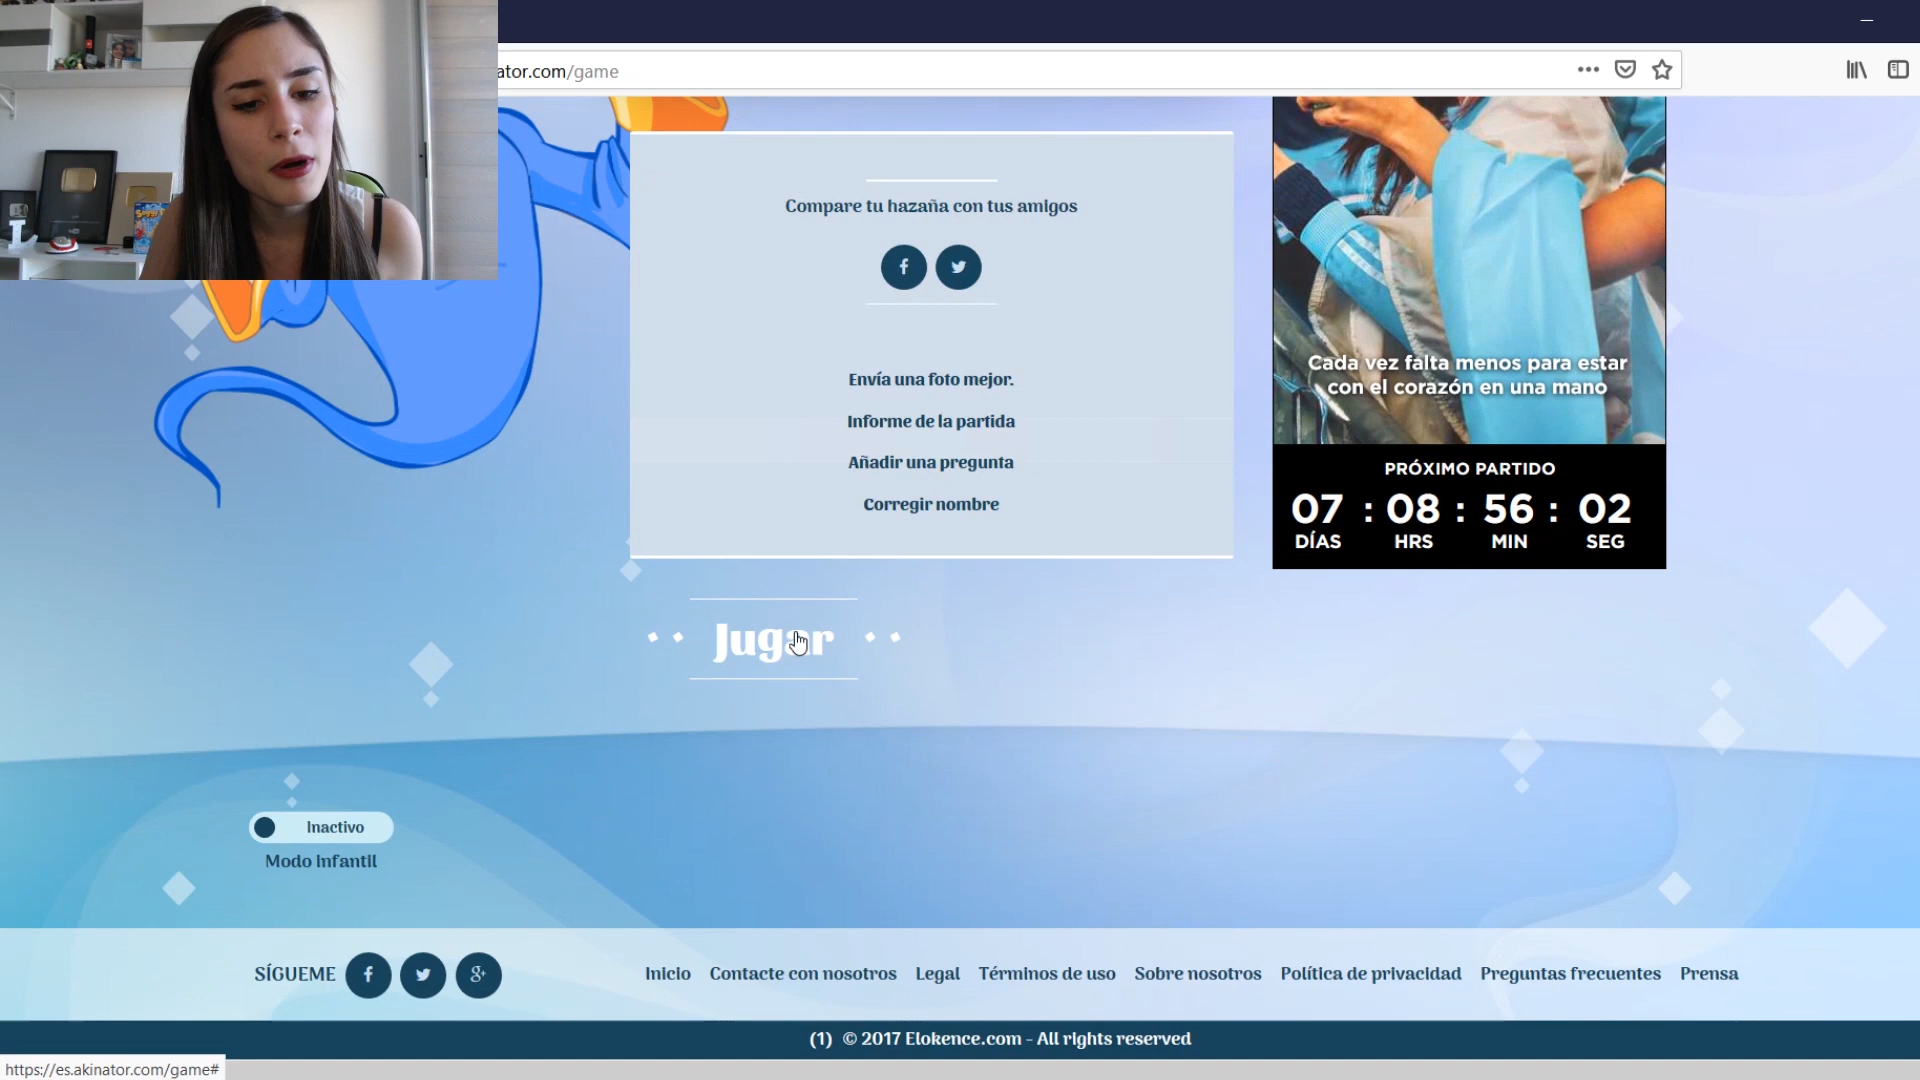 ator.com/game
Compare tu hazaña con tus amigos
Envía una foto mejor.
Informe de la partida
Añadir una pregunta
Corregir nombre
Cada vez falta menos para estar
con el corazón en una mano
PRÓXIMO PARTIDO
07 : 08 : 56 : 02
DÍAS HRS MIN SEG
Jugar
Inactivo
Modo infantil
SÍGUEME
Inicio Contacte con nosotros Legal Términos de uso Sobre nosotros Política de privacidad Preguntas frecuentes Prensa
(1) © 2017 Elokence.com - All rights reserved
https://es.akinator.com/game#